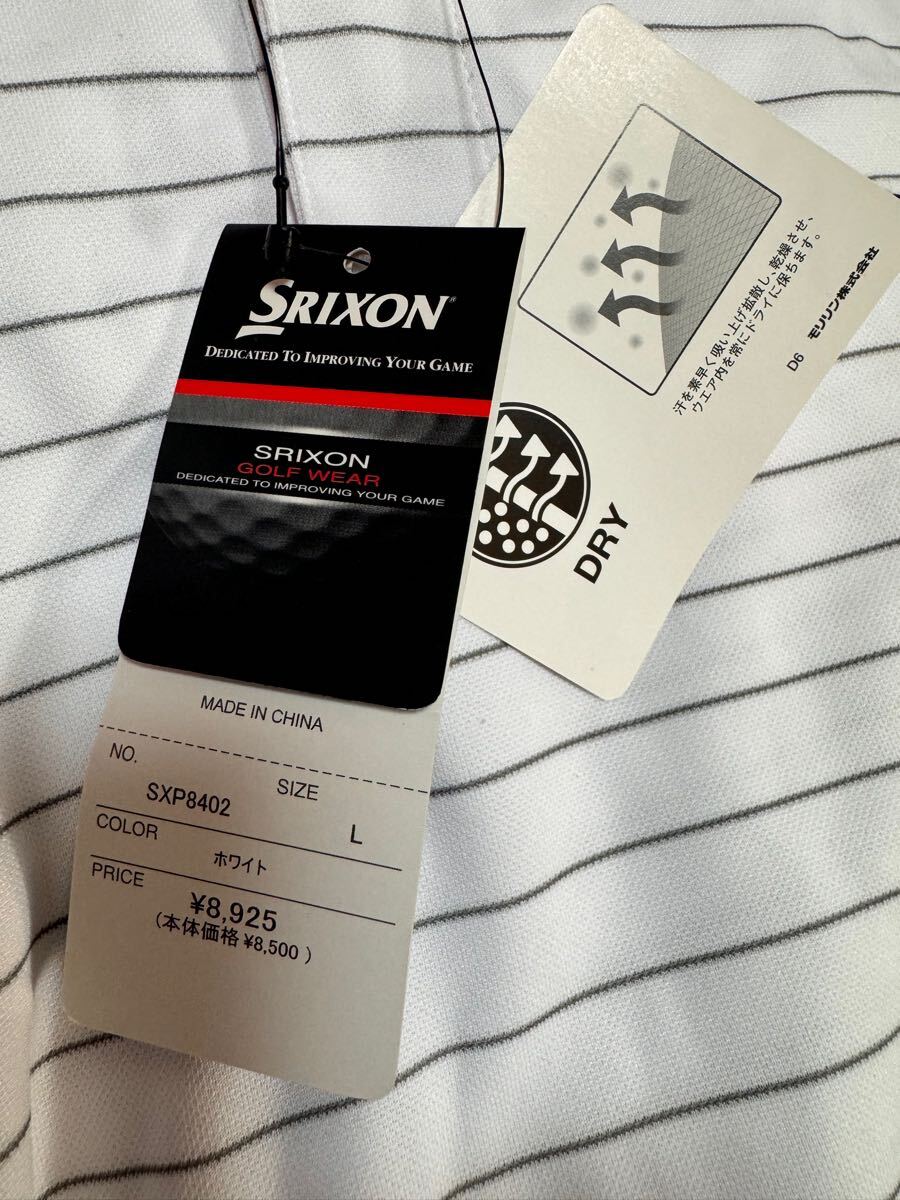 SRIXON®
DEDICATED TO IMPROVING YOUR GAME
SRIXON
GOLF WEAR
DEDICATED TO IMPROVING YOUR GAME
MADE IN CHINA
NO.
SXP8402
SIZE
L
COLOR
ホワイト
PRICE
¥8,925
(本体価格¥8,500)
DRY
汗を素早く吸い上げ拡散し、乾燥させ、
ウエア内を常にドライに保ちます。
D6 モリリン株式会社